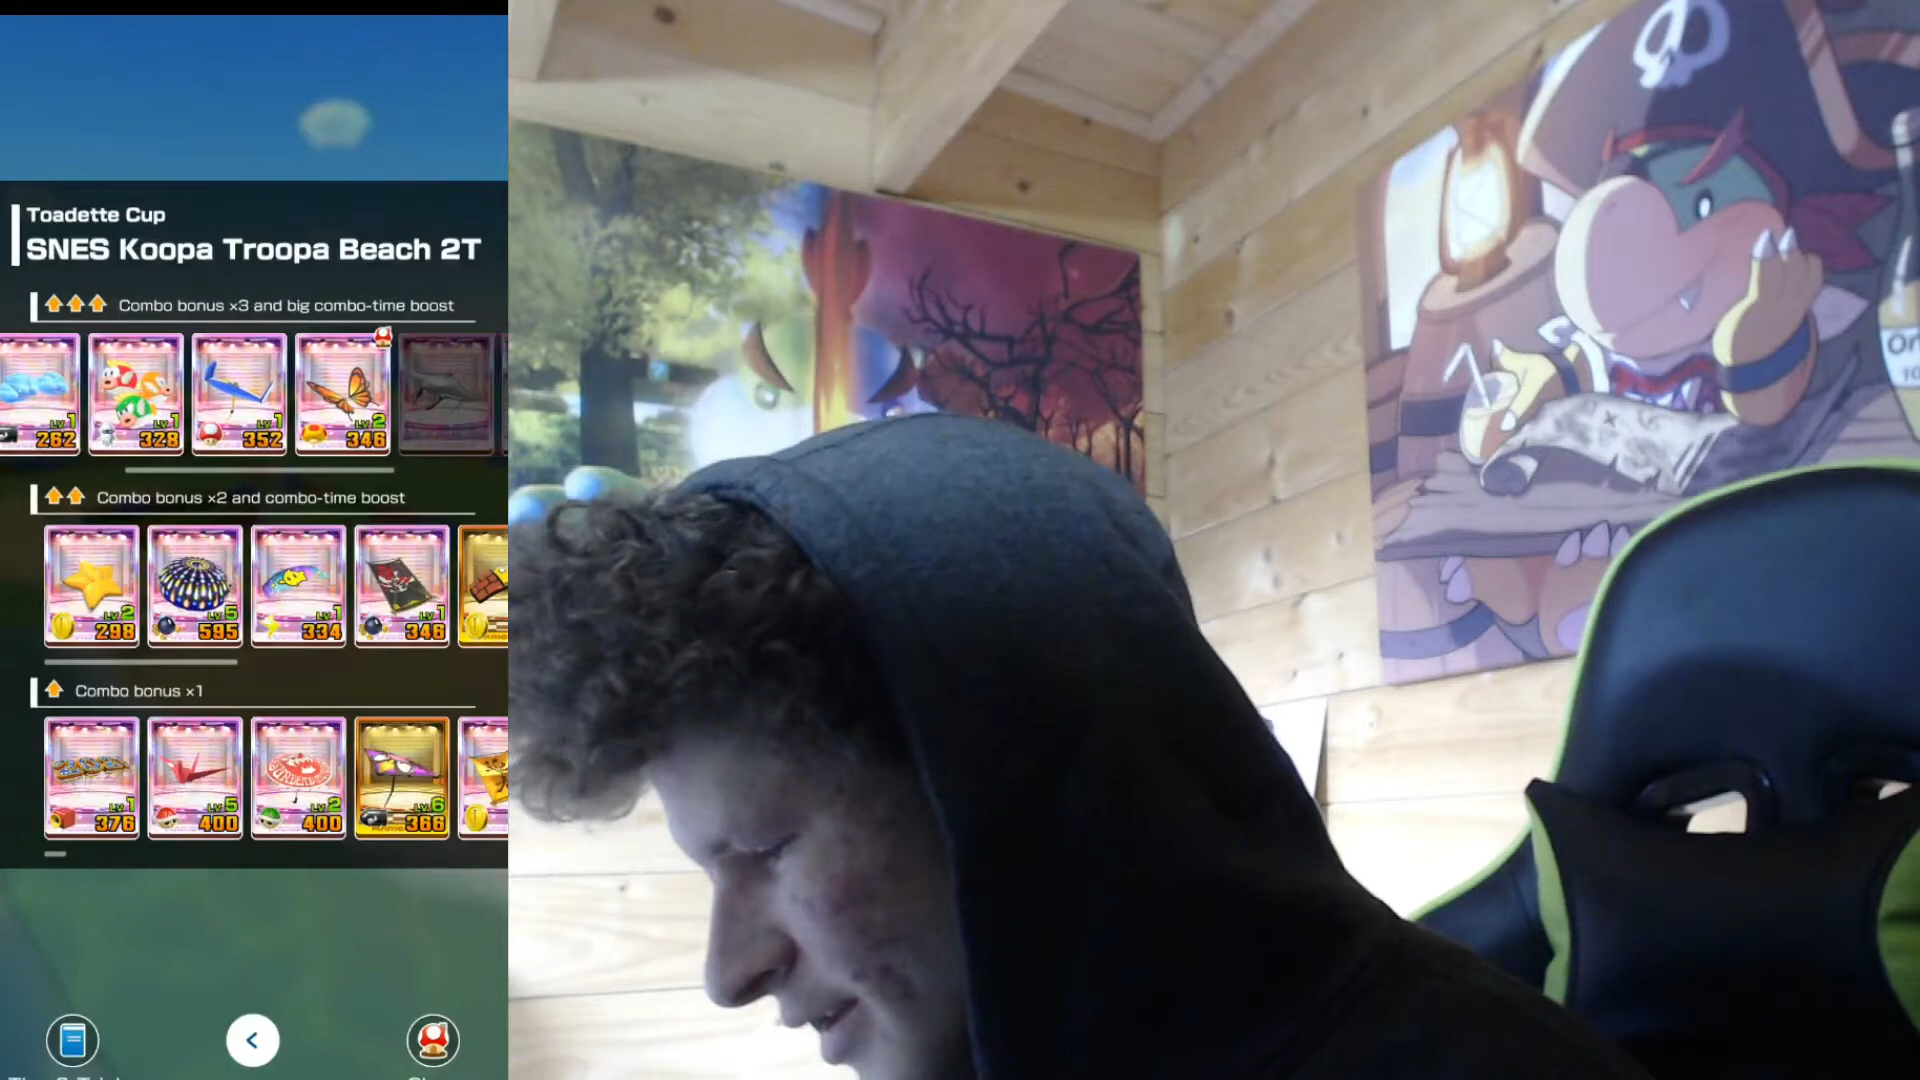 Toadette Cup
SNES Koopa Troopa Beach 2T
Combo bonus ×3 and big combo-time boost
LV.1 LV.1 LV.1 LV.2
262 328 352 346
Combo bonus ×2 and combo-time boost
LV.2 LV.5 LV.1 LV.1
298 595 334 346
Combo bonus ×1
LV.1 LV.5 LV.2 LV.6
376 400 400 366